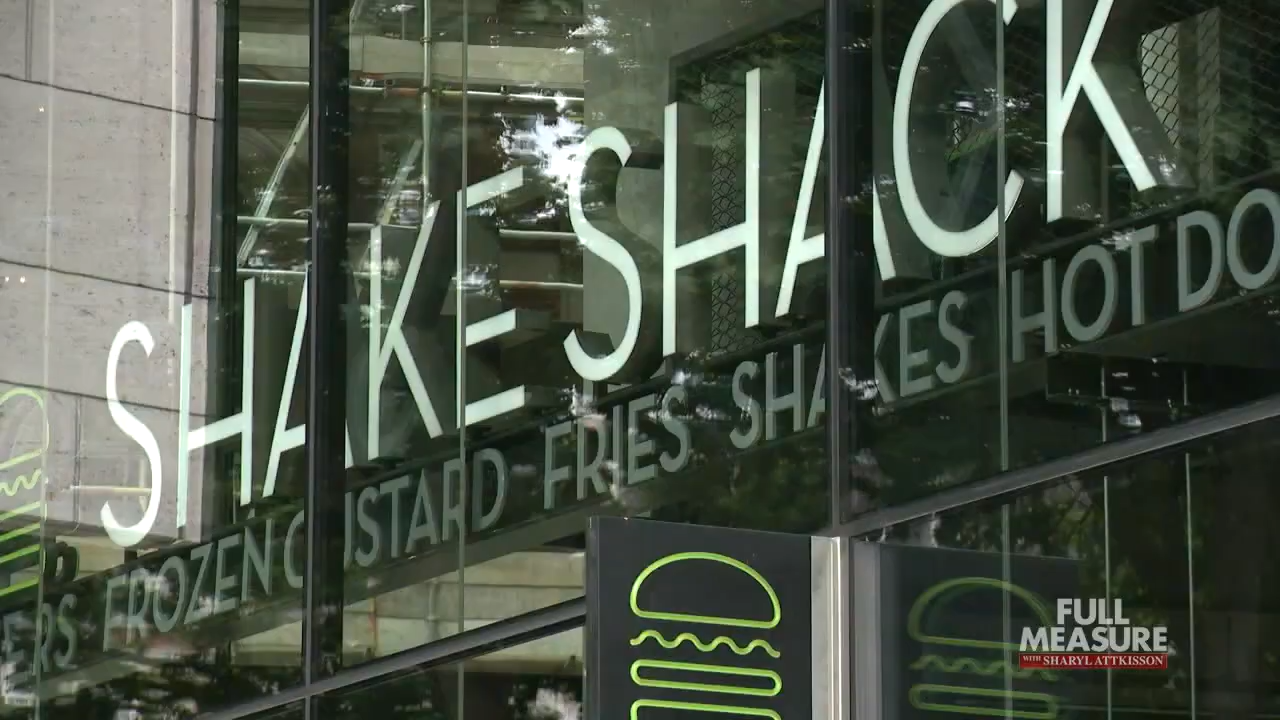 SHAKE SHACK
ERS FROZEN CUSTARD FRIES SHAKES HOT DO
FULL
MEASURE
WITH SHARYL ATTKISSON